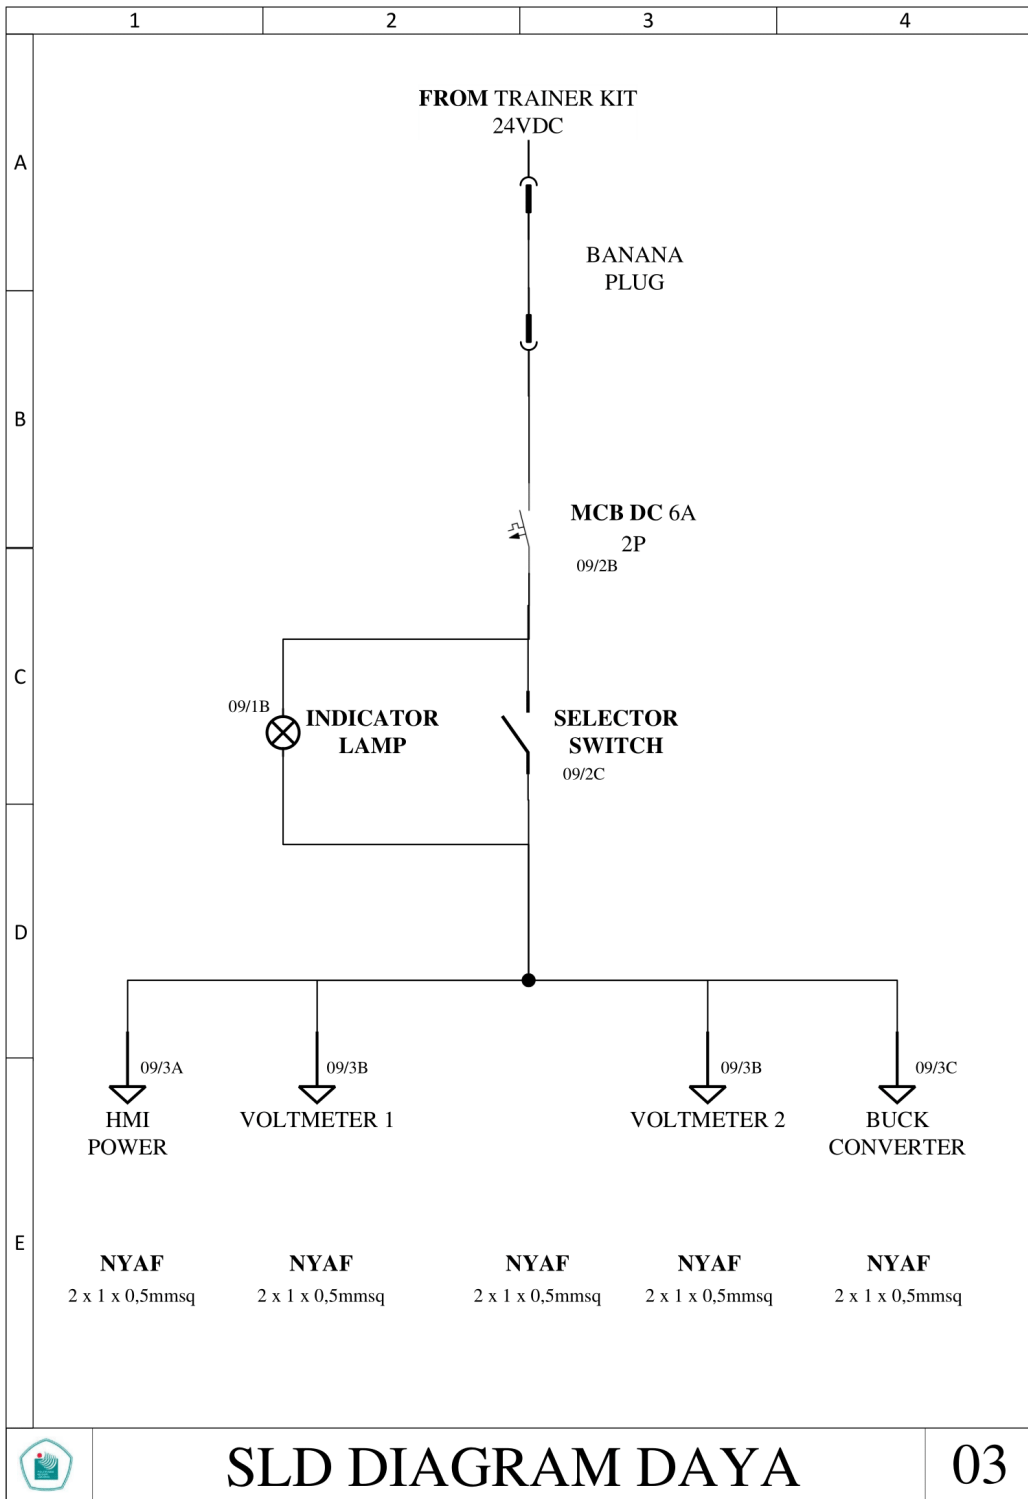 1 2 3 4
A
B
C
D
E
FROM TRAINER KIT
24VDC
BANANA
PLUG
MCB DC 6A
2P
09/2B
09/1B
INDICATOR
LAMP
SELECTOR
SWITCH
09/2C
09/3A
HMI
POWER
09/3B
VOLTMETER 1
09/3B
VOLTMETER 2
09/3C
BUCK
CONVERTER
NYAF
2 x 1 x 0,5mmsq
NYAF
2 x 1 x 0,5mmsq
NYAF
2 x 1 x 0,5mmsq
NYAF
2 x 1 x 0,5mmsq
NYAF
2 x 1 x 0,5mmsq
SLD DIAGRAM DAYA
03